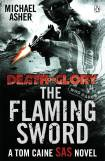 MICHAEL
ASHER
DEATH OR GLORY
THE
FLAMING
SWORD
A TOM CAINE SAS NOVEL